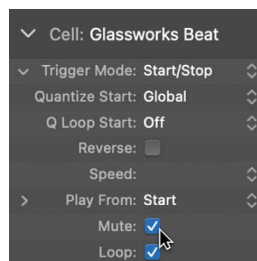 Cell: Glassworks Beat
Trigger Mode: Start/Stop
Quantize Start: Global
Q Loop Start: Off
Reverse:
Speed:
Play From: Start
Mute:
Loop: